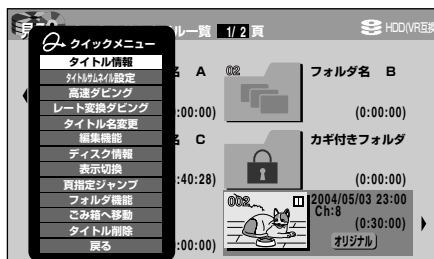 ル一覧 1/2 頁
HDD(VR互換
クイックメニュー
タイトル情報
タイトルサムネイル設定
高速ダビング
レート変換ダビング
タイトル名変更
編集機能
ディスク情報
表示切換
頁指定ジャンプ
フォルダ機能
ごみ箱へ移動
タイトル削除
戻る
A
:00:00)
02
フォルダ名 B
(0:00:00)
C
:40:28)
カギ付きフォルダ
(0:00:00)
:00:00)
002
2004/05/03 23:00
Ch:8
(0:30:00)
オリジナル